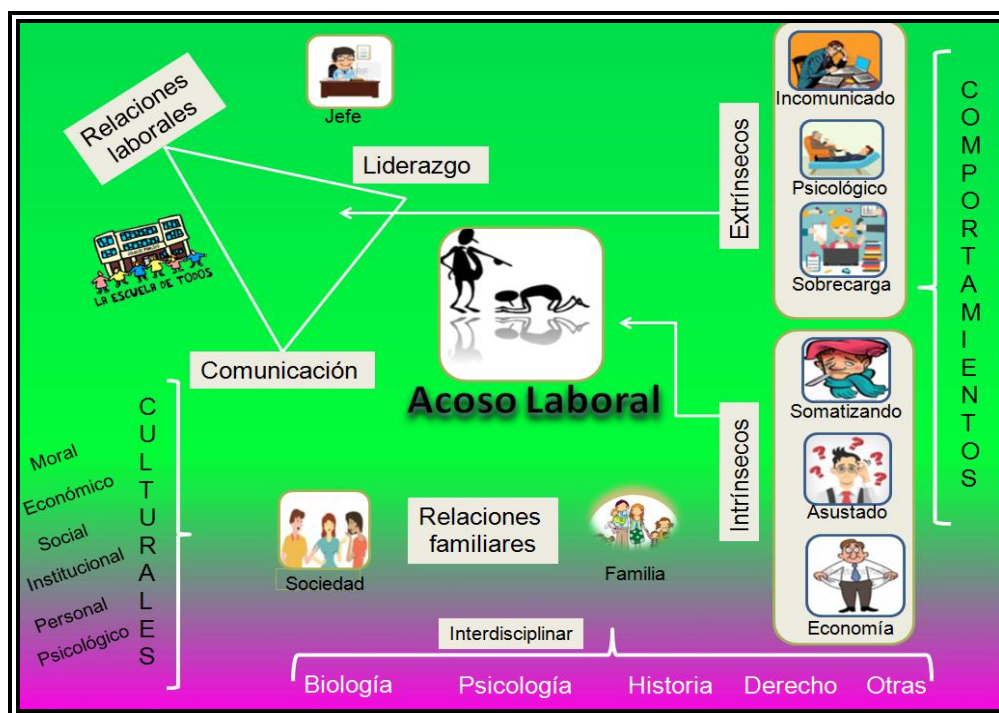 Relaciones
laborales
Jefe
Liderazgo
LA ESCUELA DE TODOS
Comunicación
Acoso Laboral
Extrínsecos
Incomunicado
Psicológico
Sobrecarga
Intrínsecos
Somatizando
Asustado
Economía
COMPORTAMIENTOS
CULTURALES
Moral
Económico
Social
Institucional
Personal
Psicológico
Sociedad
Relaciones
familiares
Familia
Interdisciplinar
Biología Psicología Historia Derecho Otras